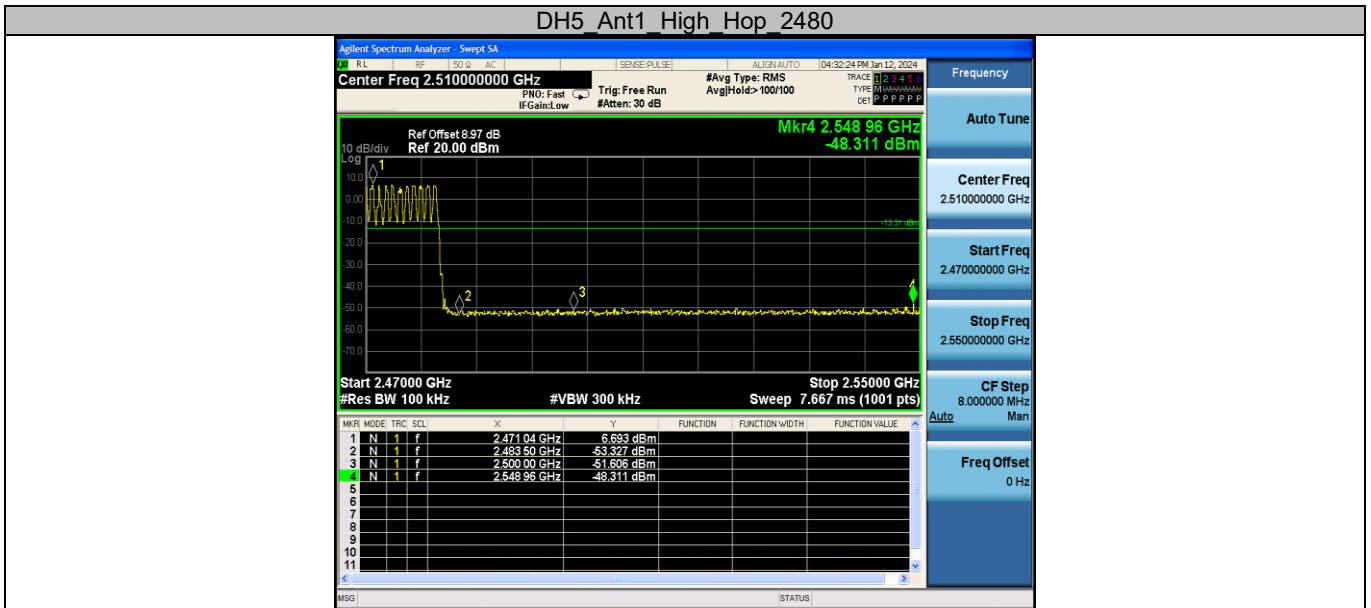 DH5_Ant1_High_Hop_2480
Agilent Spectrum Analyzer - Swept SA
RL RF 50 Ω AC SENSE:PULSE ALIGNAUTO 04:32:24 PM Jan 12, 2024
Center Freq 2.510000000 GHz
PNO: Fast
IFGain:Low
Trig: Free Run
#Atten: 30 dB
#Avg Type: RMS
Avg|Hold:>100/100
TRACE 1 2 3 4 5 6
TYPE M
DET P P P P P P
Ref Offset 8.97 dB
10 dB/div Ref 20.00 dBm
Log
Mkr4 2.548 96 GHz
-48.311 dBm
10.0
0.00
-10.0
-20.0
-30.0
-40.0
-50.0
-60.0
-70.0
1
2
3
4
-13.31 dBm
Start 2.47000 GHz Stop 2.55000 GHz
#Res BW 100 kHz #VBW 300 kHz Sweep 7.667 ms (1001 pts)
MKR MODE TRC SCL X Y FUNCTION FUNCTION WIDTH FUNCTION VALUE
1 N 1 f 2.471 04 GHz 6.693 dBm
2 N 1 f 2.483 50 GHz -53.327 dBm
3 N 1 f 2.500 00 GHz -51.606 dBm
4 N 1 f 2.548 96 GHz -48.311 dBm
5
6
7
8
9
10
11
MSG STATUS
Frequency
Auto Tune
Center Freq
2.510000000 GHz
Start Freq
2.470000000 GHz
Stop Freq
2.550000000 GHz
CF Step
8.000000 MHz
Auto Man
Freq Offset
0 Hz